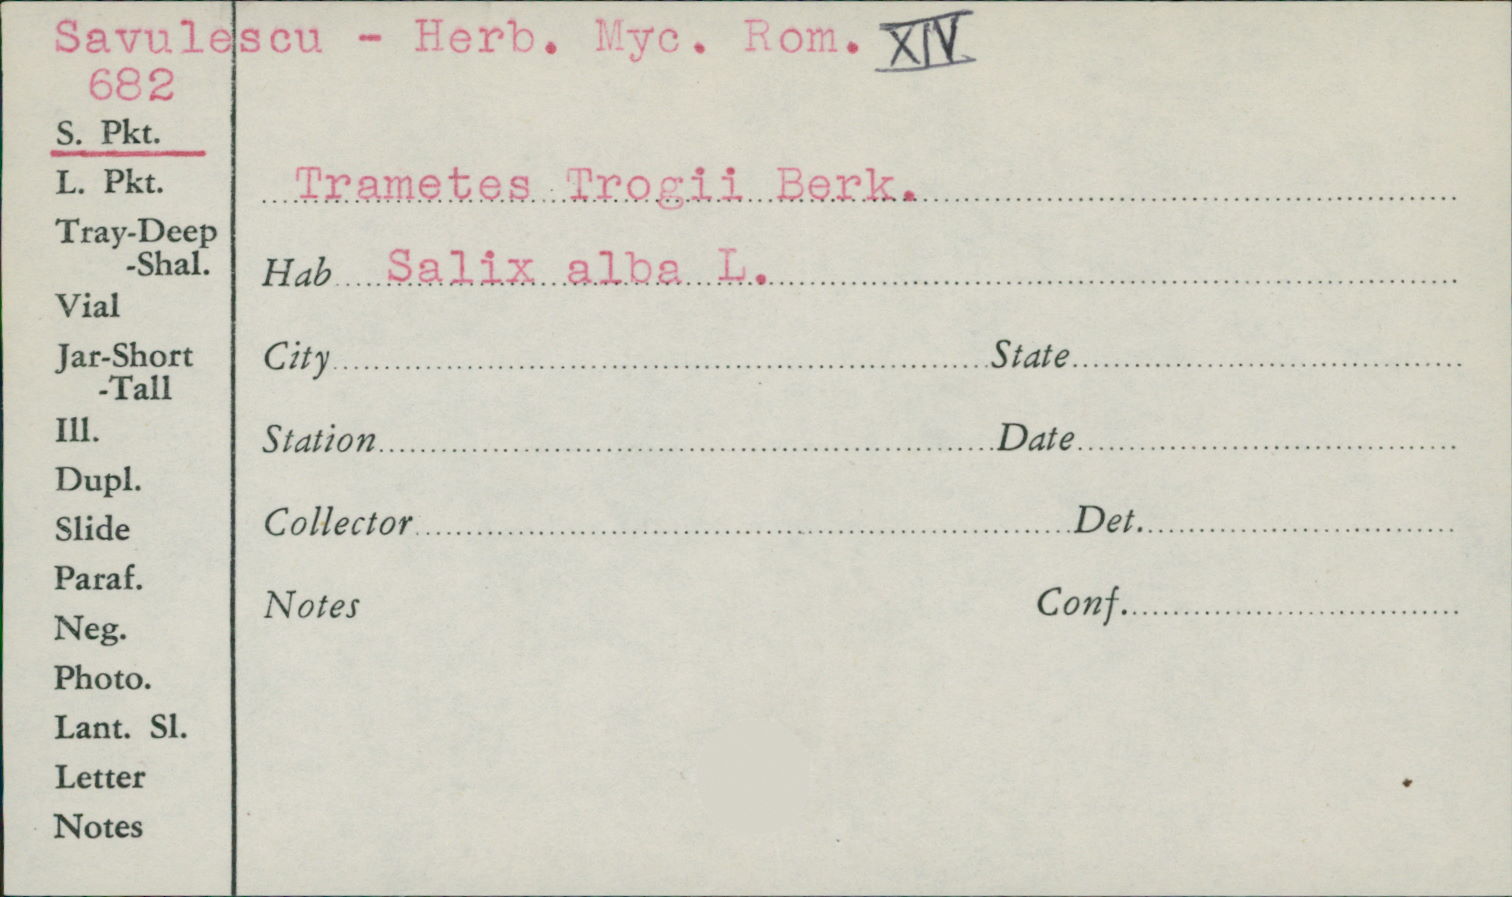 Savulescu - Herb. Myc. Rom. XIV
682
S. Pkt.
L. Pkt.
Tray-Deep
-Shal.
Vial
Jar-Short
-Tall
Ill.
Dupl.
Slide
Paraf.
Neg.
Photo.
Lant. Sl.
Letter
Notes
Trametes Trogii Berk.
Hab Salix alba L.
City State
Station Date
Collector Det.
Notes Conf.